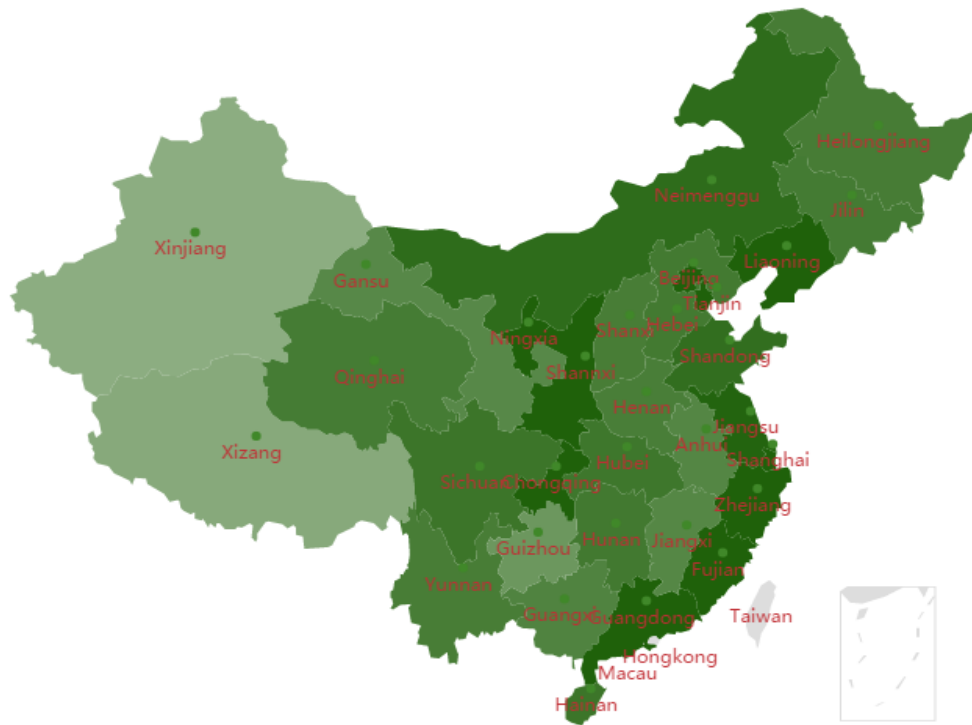 Heilongjiang
Neimenggu
Jilin
Xinjiang
Liaoning
Gansu
Beijing
Tianjin
Shanxi
Hebei
Ningxia
Shandong
Shannxi
Qinghai
Henan
Jiangsu
Anhui
Xizang
Shanghai
Hubei
Sichuan
Chongqing
Zhejiang
Guizhou
Hunan
Jiangxi
Fujian
Yunnan
Guangxi
Guangdong
Taiwan
Hongkong
Macau
Hainan